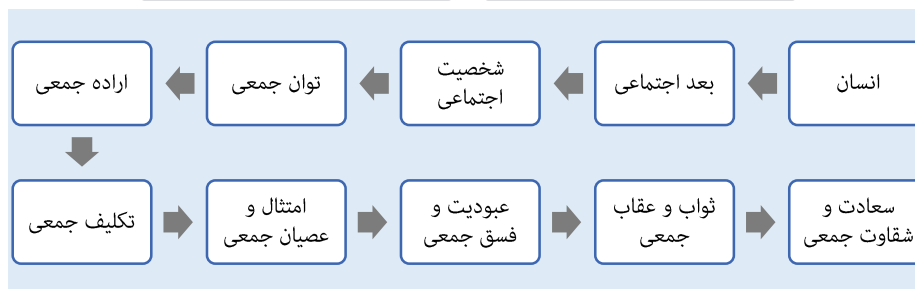 انسان
بعد اجتماعی
شخصیت
اجتماعی
توان جمعی
اراده جمعی
تکلیف جمعی
امتثال و
عصیان جمعی
عبودیت و
فسق جمعی
ثواب و عقاب
جمعی
سعادت و
شقاوت جمعی